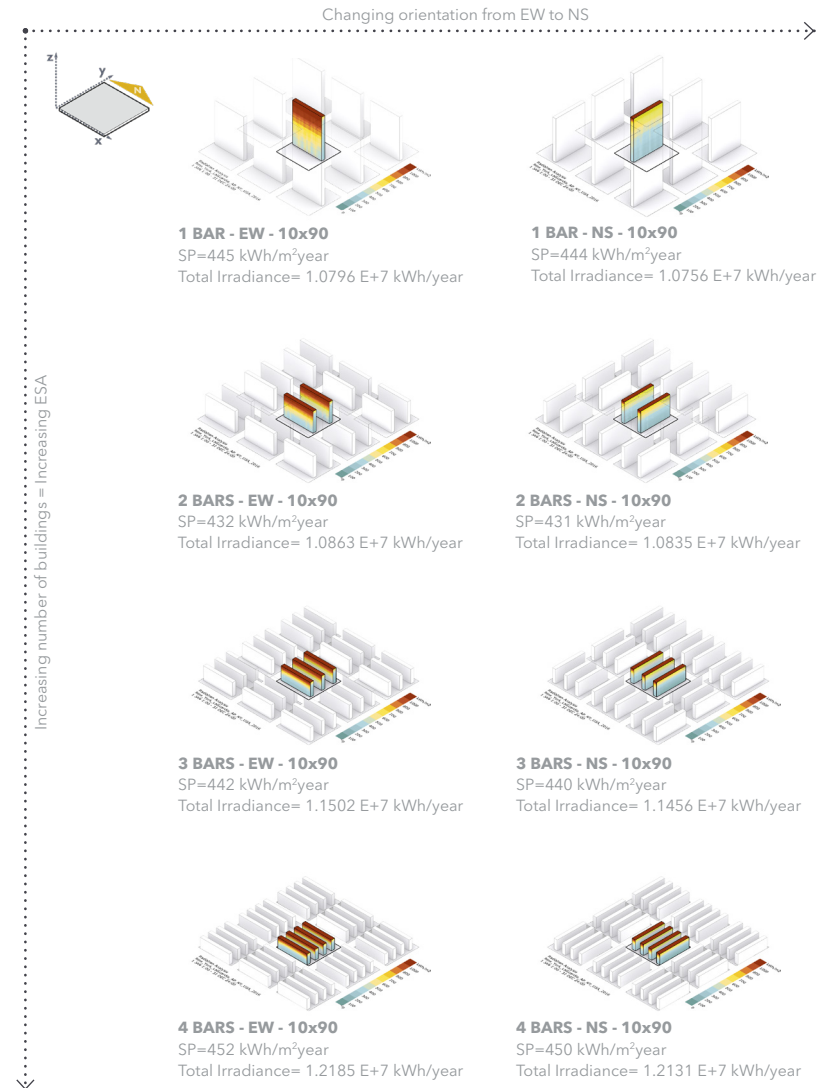 Changing orientation from EW to NS
z
y
N
x
Increasing number of buildings = Increasing ESA
1 BAR - EW - 10x90
SP=445 kWh/m²year
Total Irradiance= 1.0796 E+7 kWh/year
1 BAR - NS - 10x90
SP=444 kWh/m²year
Total Irradiance= 1.0756 E+7 kWh/year
2 BARS - EW - 10x90
SP=432 kWh/m²year
Total Irradiance= 1.0863 E+7 kWh/year
2 BARS - NS - 10x90
SP=431 kWh/m²year
Total Irradiance= 1.0835 E+7 kWh/year
3 BARS - EW - 10x90
SP=442 kWh/m²year
Total Irradiance= 1.1502 E+7 kWh/year
3 BARS - NS - 10x90
SP=440 kWh/m²year
Total Irradiance= 1.1456 E+7 kWh/year
4 BARS - EW - 10x90
SP=452 kWh/m²year
Total Irradiance= 1.2185 E+7 kWh/year
4 BARS - NS - 10x90
SP=450 kWh/m²year
Total Irradiance= 1.2131 E+7 kWh/year